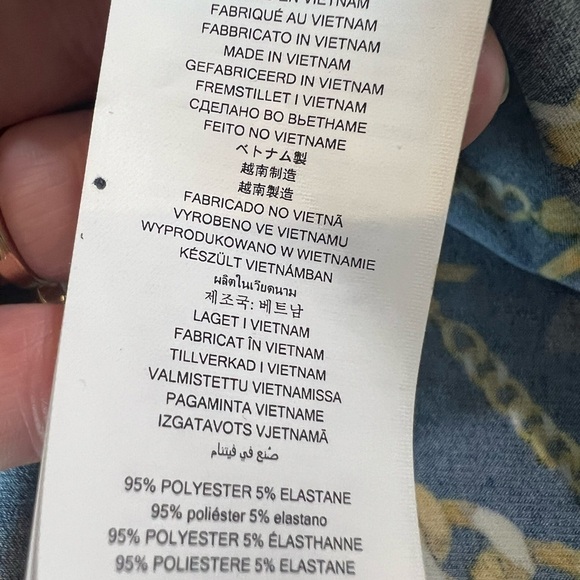 VIETNAM
FABRIQUÉ AU VIETNAM
FABBRICATO IN VIETNAM
MADE IN VIETNAM
GEFABRICEERD IN VIETNAM
FREMSTILLET I VIETNAM
СДЕЛАНО ВО ВЬЕТНАМЕ
FEITO NO VIETNAME
ベトナム製
越南制造
越南製造
FABRICADO NO VIETNÃ
VYROBENO VE VIETNAMU
WYPRODUKOWANO W WIETNAMIE
KÉSZÜLT VIETNÁMBAN
ผลิตในเวียดนาม
제조국: 베트남
LAGET I VIETNAM
FABRICAT ÎN VIETNAM
TILLVERKAD I VIETNAM
VALMISTETTU VIETNAMISSA
PAGAMINTA VIETNAME
IZGATAVOTS VJETNAMĀ
صنع في فيتنام
95% POLYESTER 5% ELASTANE
95% poliéster 5% elastano
95% POLYESTER 5% ÉLASTHANNE
95% POLIESTERE 5% ELASTANE